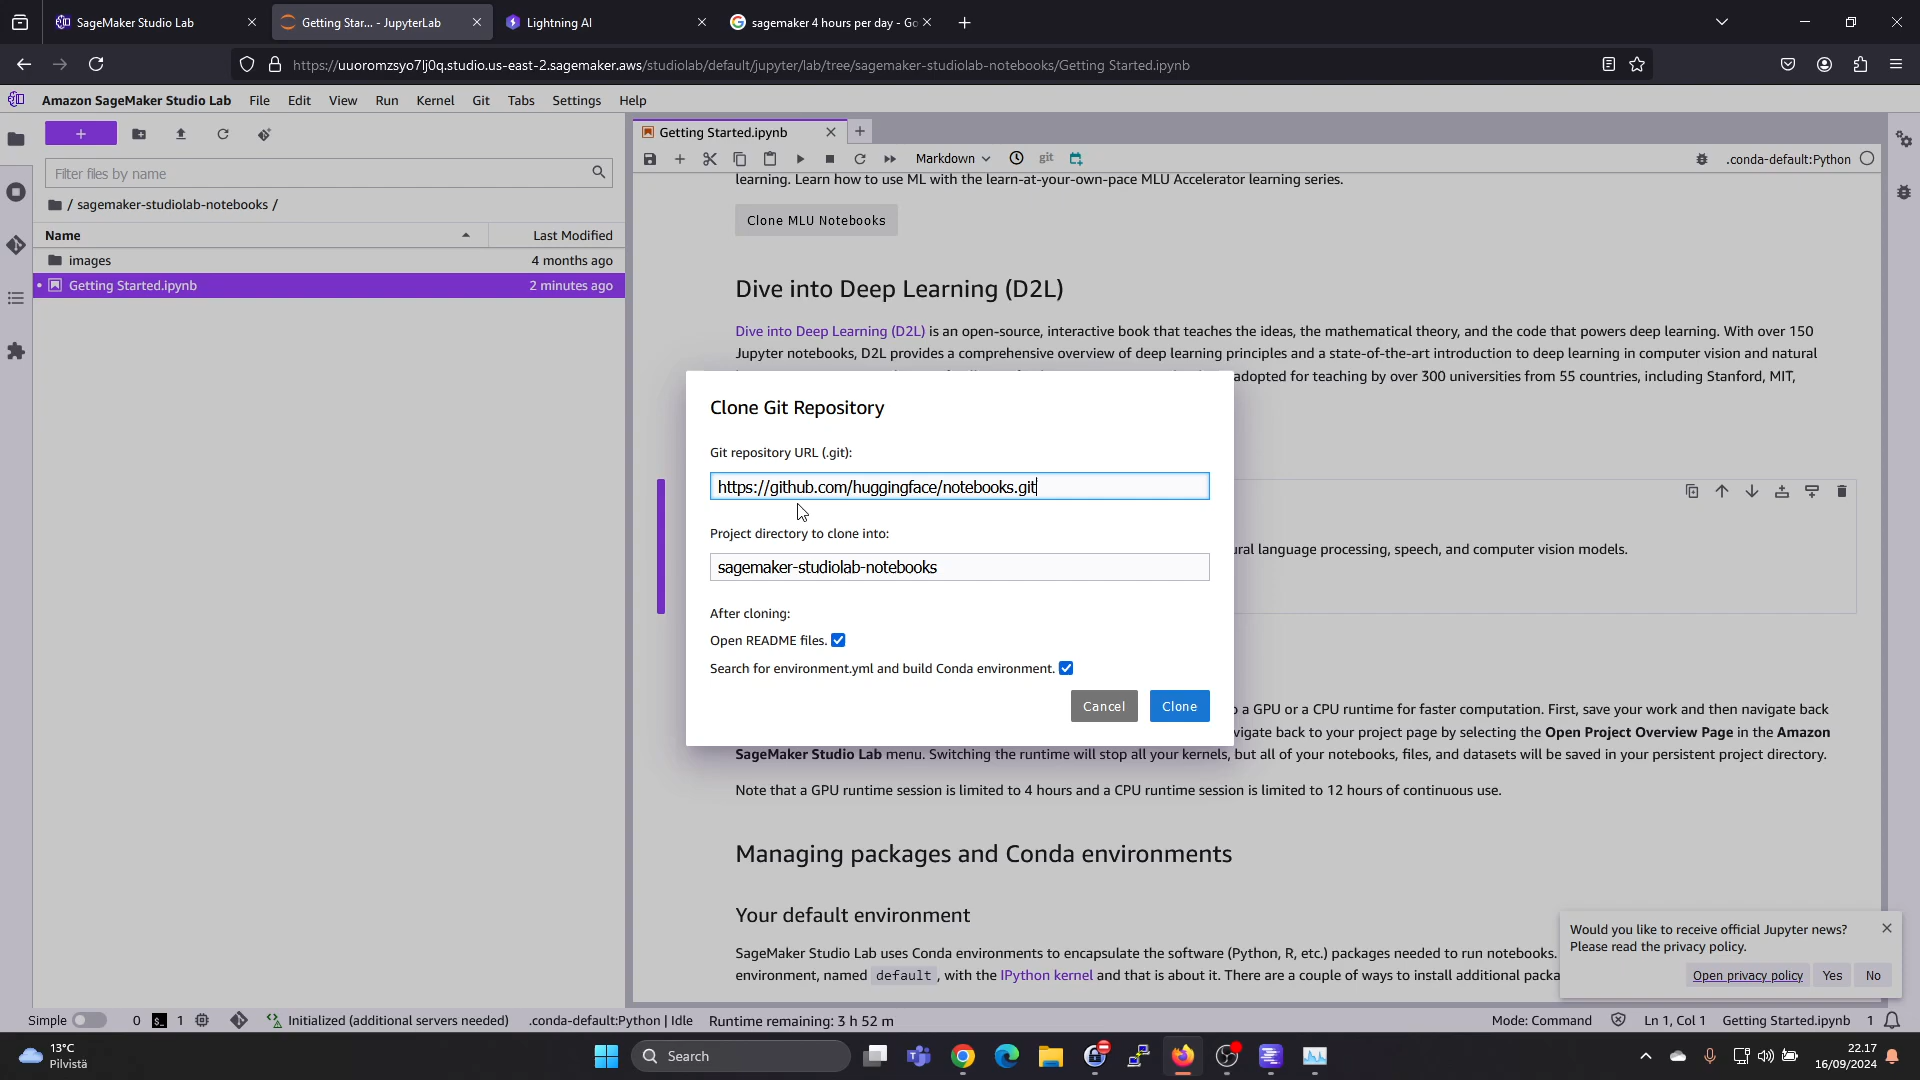 SageMaker Studio Lab
Getting Star... - JupyterLab
Lightning AI
sagemaker 4 hours per day - Go
https://uuoromzsyo7lj0q.studio.us-east-2.sagemaker.aws/studiolab/default/jupyter/lab/tree/sagemaker-studiolab-notebooks/Getting Started.ipynb
Amazon SageMaker Studio Lab File Edit View Run Kernel Git Tabs Settings Help
Filter files by name
/ sagemaker-studiolab-notebooks /
Name Last Modified
images 4 months ago
Getting Started.ipynb 2 minutes ago
Getting Started.ipynb
Markdown git .conda-default:Python
learning. Learn how to use ML with the learn-at-your-own-pace MLU Accelerator learning series.
Clone MLU Notebooks
Dive into Deep Learning (D2L)
Dive into Deep Learning (D2L) is an open-source, interactive book that teaches the ideas, the mathematical theory, and the code that powers deep learning. With over 150
Jupyter notebooks, D2L provides a comprehensive overview of deep learning principles and a state-of-the-art introduction to deep learning in computer vision and natural
adopted for teaching by over 300 universities from 55 countries, including Stanford, MIT,
Clone Git Repository
Git repository URL (.git):
https://github.com/huggingface/notebooks.git
Project directory to clone into:
ural language processing, speech, and computer vision models.
sagemaker-studiolab-notebooks
After cloning:
Open README files.
Search for environment.yml and build Conda environment.
Cancel Clone
o a GPU or a CPU runtime for faster computation. First, save your work and then navigate back
vigate back to your project page by selecting the Open Project Overview Page in the Amazon
SageMaker Studio Lab menu. Switching the runtime will stop all your kernels, but all of your notebooks, files, and datasets will be saved in your persistent project directory.
Note that a GPU runtime session is limited to 4 hours and a CPU runtime session is limited to 12 hours of continuous use.
Managing packages and Conda environments
Your default environment
SageMaker Studio Lab uses Conda environments to encapsulate the software (Python, R, etc.) packages needed to run notebooks.
environment, named default, with the IPython kernel and that is about it. There are a couple of ways to install additional packa
Would you like to receive official Jupyter news?
Please read the privacy policy.
Open privacy policy Yes No
Simple 0 1 Initialized (additional servers needed) .conda-default:Python | Idle Runtime remaining: 3 h 52 m Mode: Command Ln 1, Col 1 Getting Started.ipynb 1
13°C
Pilvistä
Search
22.17
16/09/2024